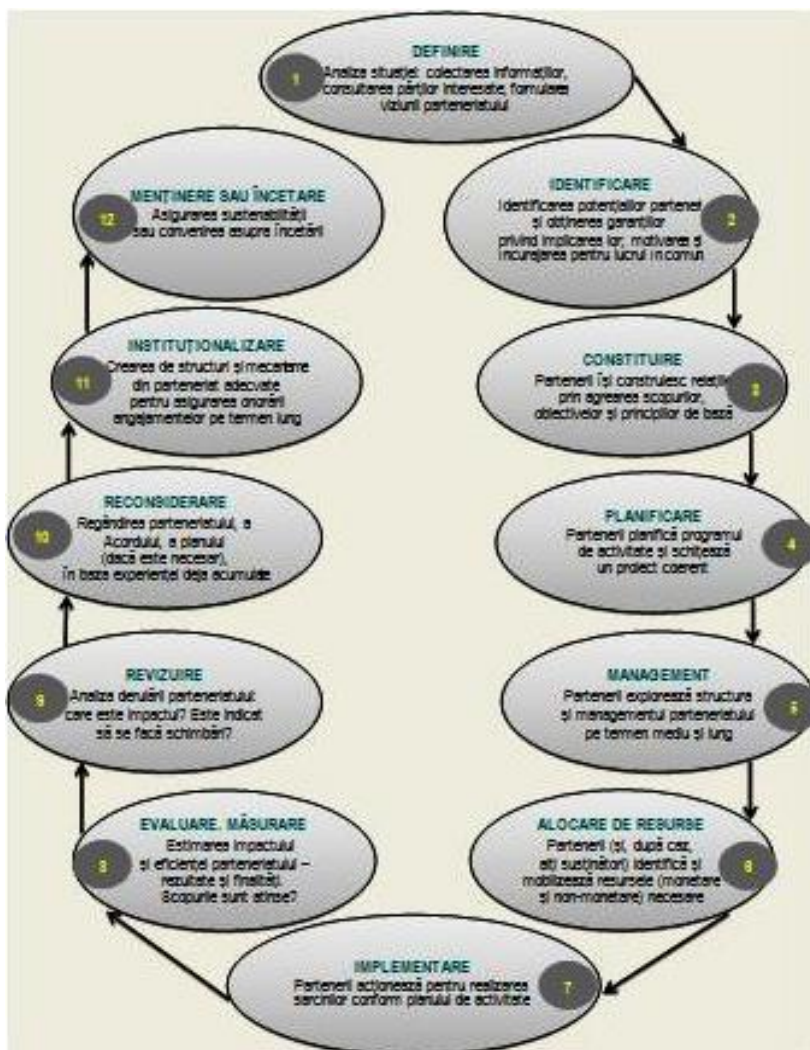 DEFINIRE
1
Analiza situației: colectarea informațiilor,
consultarea părților interesate, formularea
viziunii parteneriatului
IDENTIFICARE
Identificarea potențialilor parteneri
și obținerea garanțiilor
privind implicarea lor; motivarea și
încurajarea pentru lucrul în comun
2
CONSTITUIRE
Partenerii își construiesc relațiile
prin agrearea scopurilor,
obiectivelor și principiilor de bază
3
PLANIFICARE
Partenerii planifică programul
de activitate și schițează
un proiect coerent
4
MANAGEMENT
Partenerii explorează structura
și managementul parteneriatului
pe termen mediu și lung
5
ALOCARE DE RESURSE
Partenerii (și, după caz,
alți susținători) identifică și
mobilizează resursele (monetare
și non-monetare) necesare
6
IMPLEMENTARE
Partenerii acționează pentru realizarea
sarcinilor conform planului de activitate
7
EVALUARE, MĂSURARE
Estimarea impactului
și eficienței parteneriatului –
rezultate și finalități.
Scopurile sunt atinse?
8
REVIZUIRE
Analiza derulării parteneriatului:
care este impactul? Este indicat
să se facă schimbări?
9
RECONSIDERARE
Regândirea parteneriatului, a
Acordului, a planului
(dacă este necesar),
în baza experienței deja acumulate
10
INSTITUȚIONALIZARE
Crearea de structuri și mecanisme
din parteneriat adecvate
pentru asigurarea onorării
angajamentelor pe termen lung
11
MENȚINERE SAU ÎNCETARE
Asigurarea sustenabilității
sau convenirea asupra încetării
12